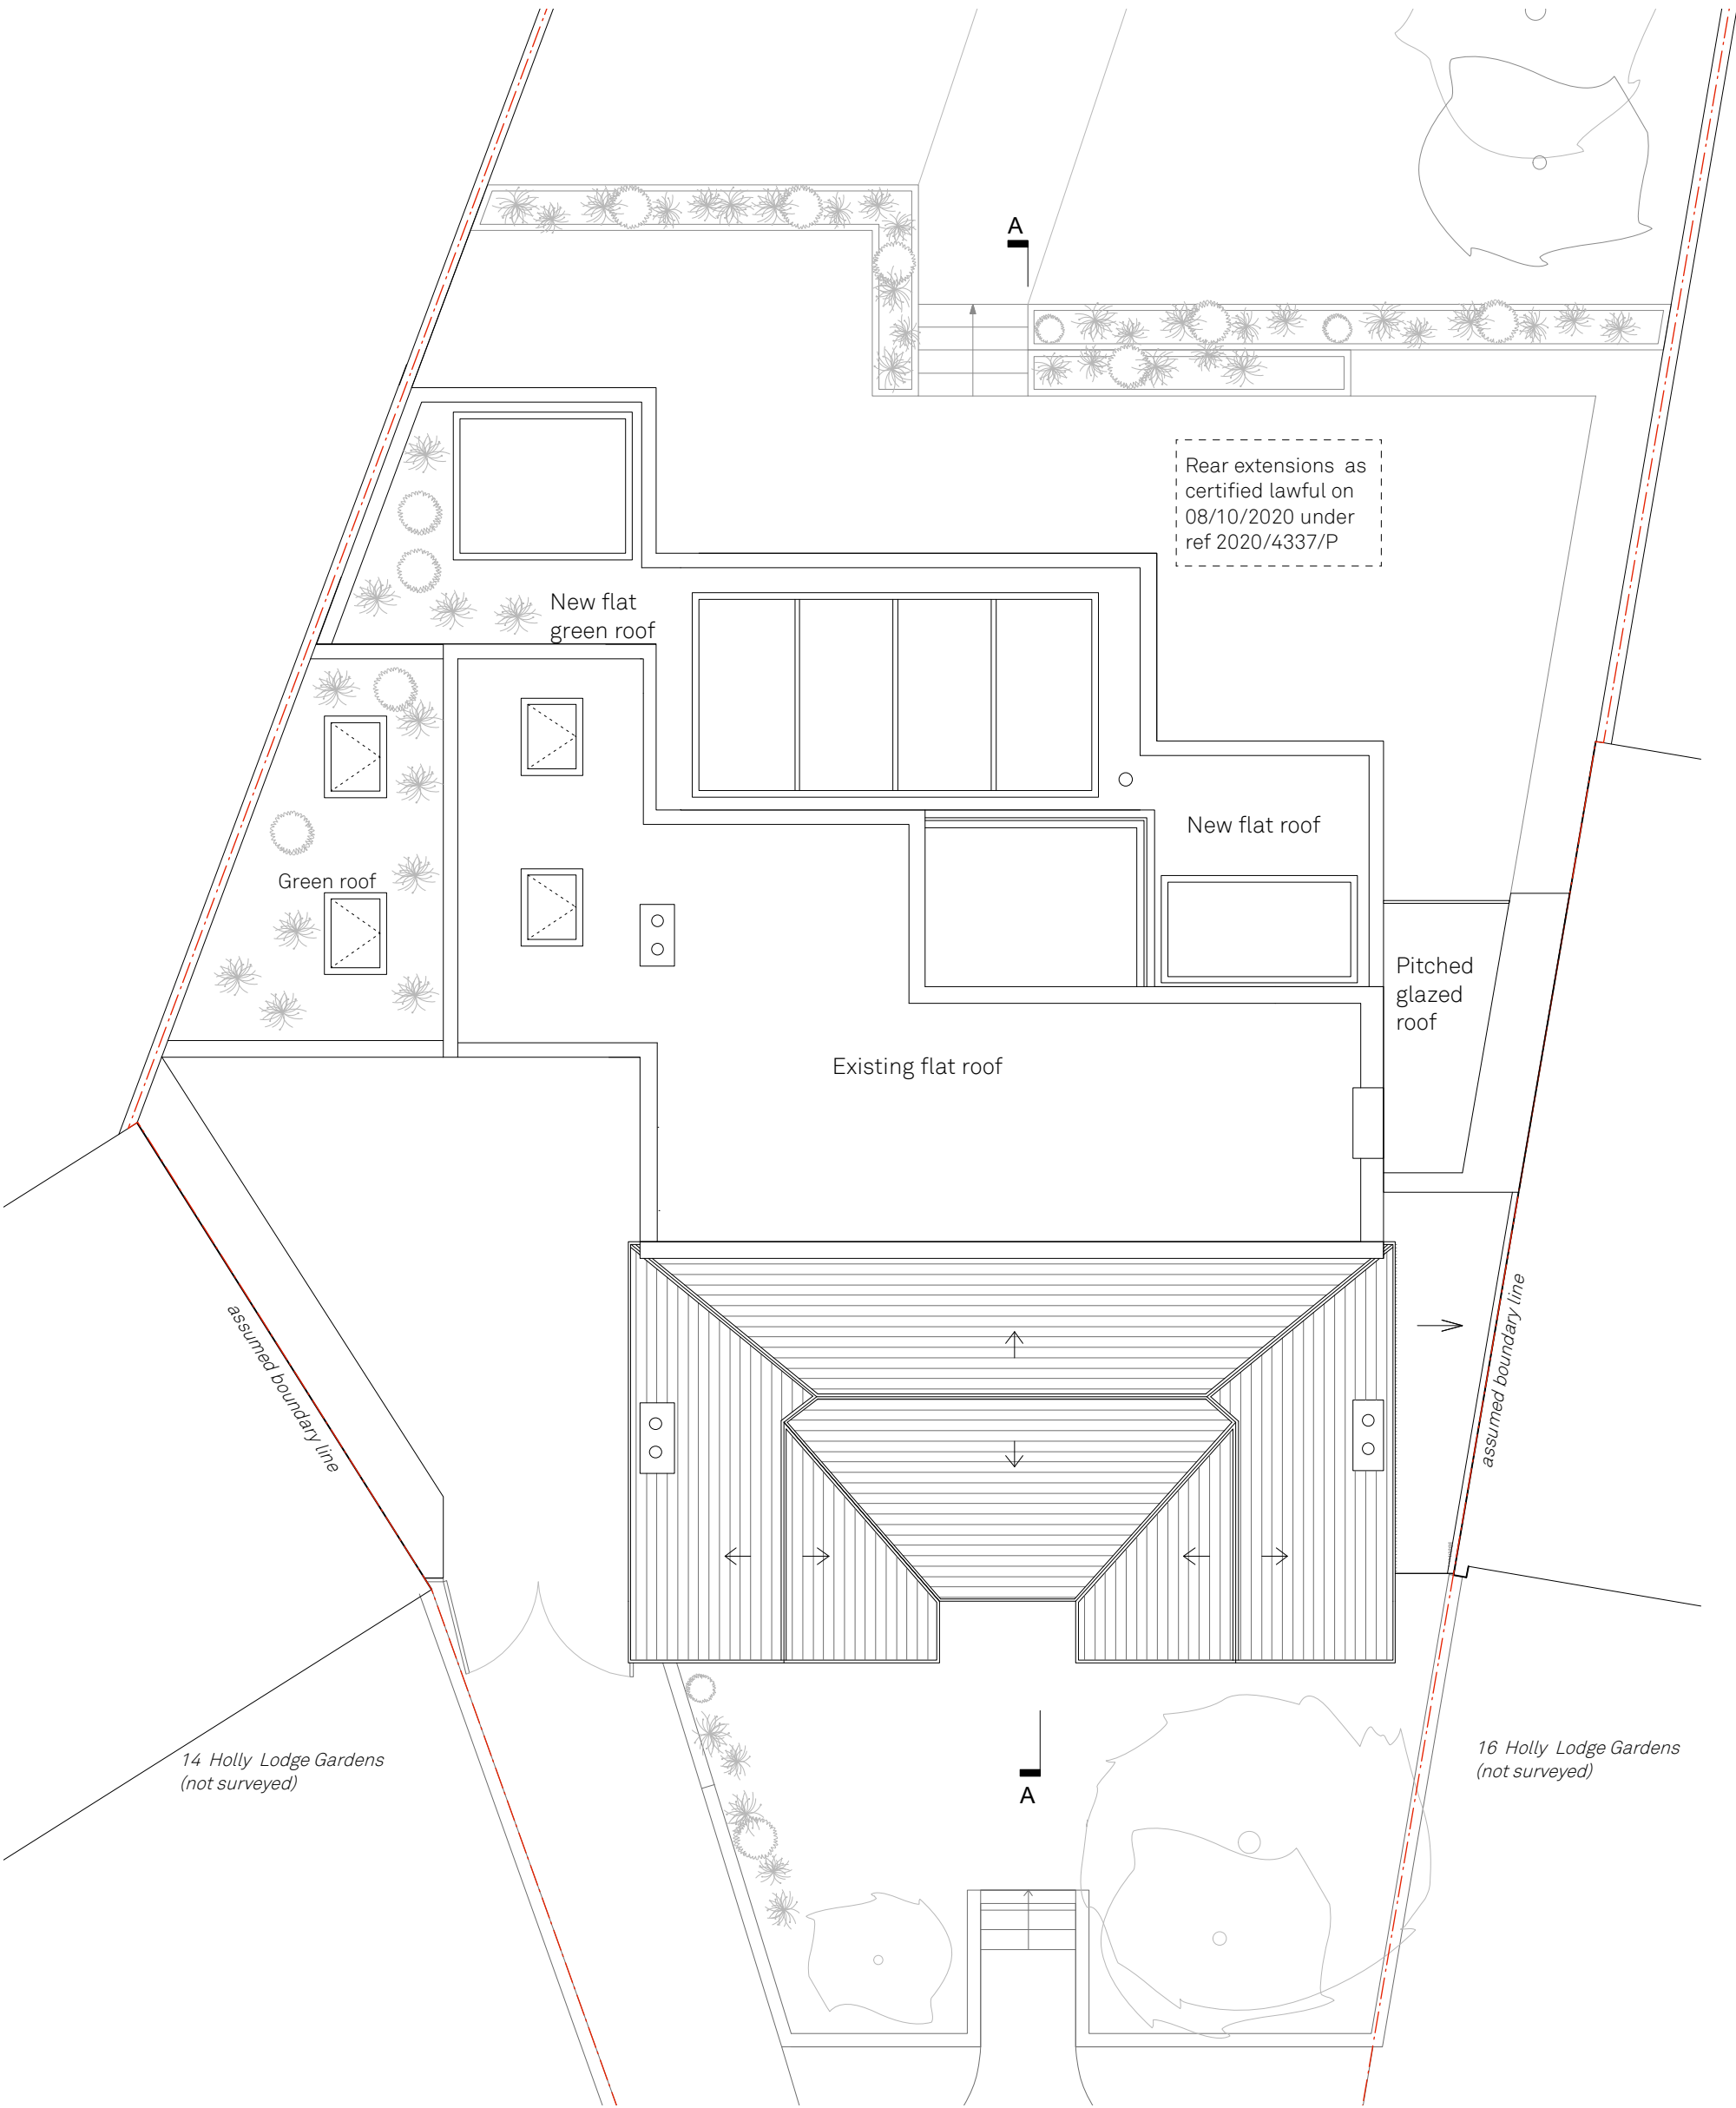 A
Rear extensions as
certified lawful on
08/10/2020 under
ref 2020/4337/P
New flat
green roof
New flat roof
Green roof
Pitched
glazed
roof
Existing flat roof
assumed boundary line
assumed boundary line
14 Holly Lodge Gardens
(not surveyed)
16 Holly Lodge Gardens
(not surveyed)
A